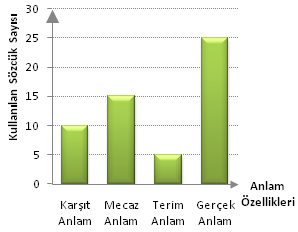 Kullanılan Sözcük Sayısı
30
25
20
15
10
5
0
Karşıt Anlam
Mecaz Anlam
Terim Anlam
Gerçek Anlam
Anlam
Özellikleri